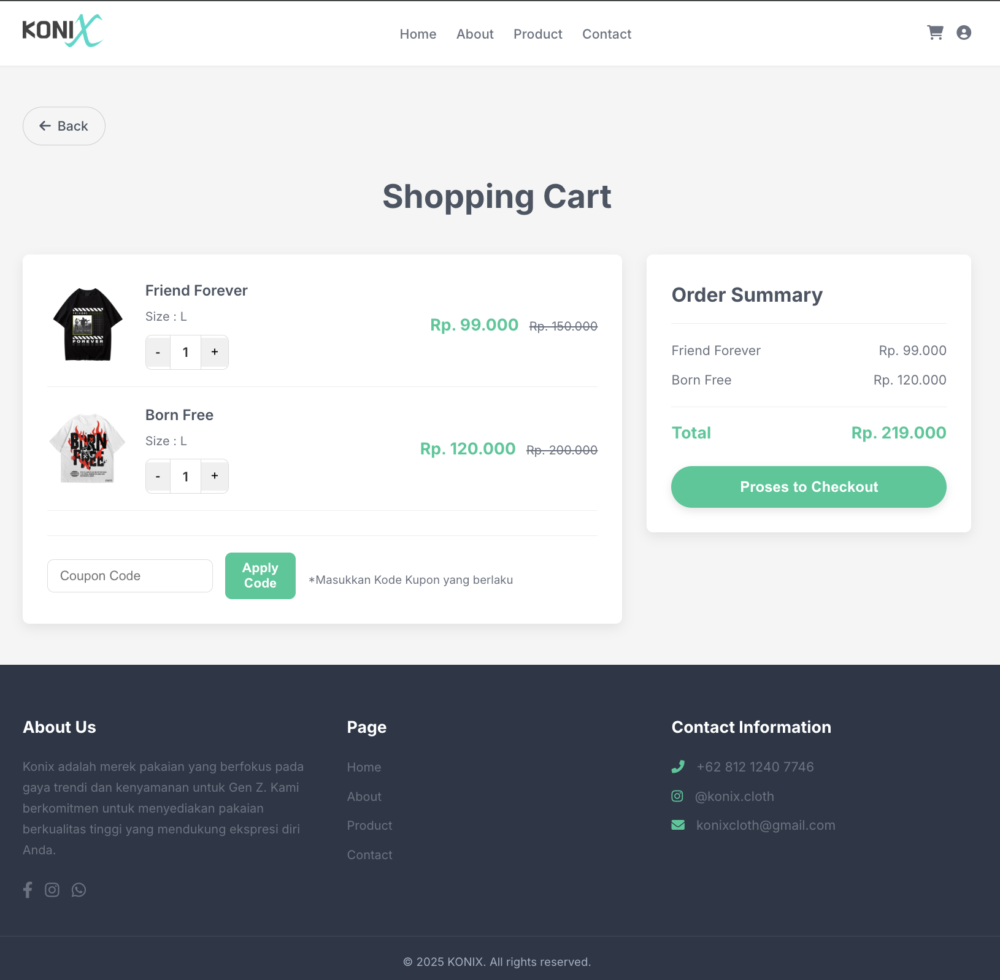 KONIX
Home About Product Contact
Back
Shopping Cart
Friend Forever
Size : L
- 1 +
Rp. 99.000 Rp. 150.000
FOREVER
Born Free
Size : L
- 1 +
Rp. 120.000 Rp. 200.000
BORN
FREE
Coupon Code
Apply
Code
*Masukkan Kode Kupon yang berlaku
Order Summary
Friend Forever Rp. 99.000
Born Free Rp. 120.000
Total Rp. 219.000
Proses to Checkout
About Us
Konix adalah merek pakaian yang berfokus pada
gaya trendi dan kenyamanan untuk Gen Z. Kami
berkomitmen untuk menyediakan pakaian
berkualitas tinggi yang mendukung ekspresi diri
Anda.
Page
Home
About
Product
Contact
Contact Information
+62 812 1240 7746
@konix.cloth
konixcloth@gmail.com
© 2025 KONIX. All rights reserved.